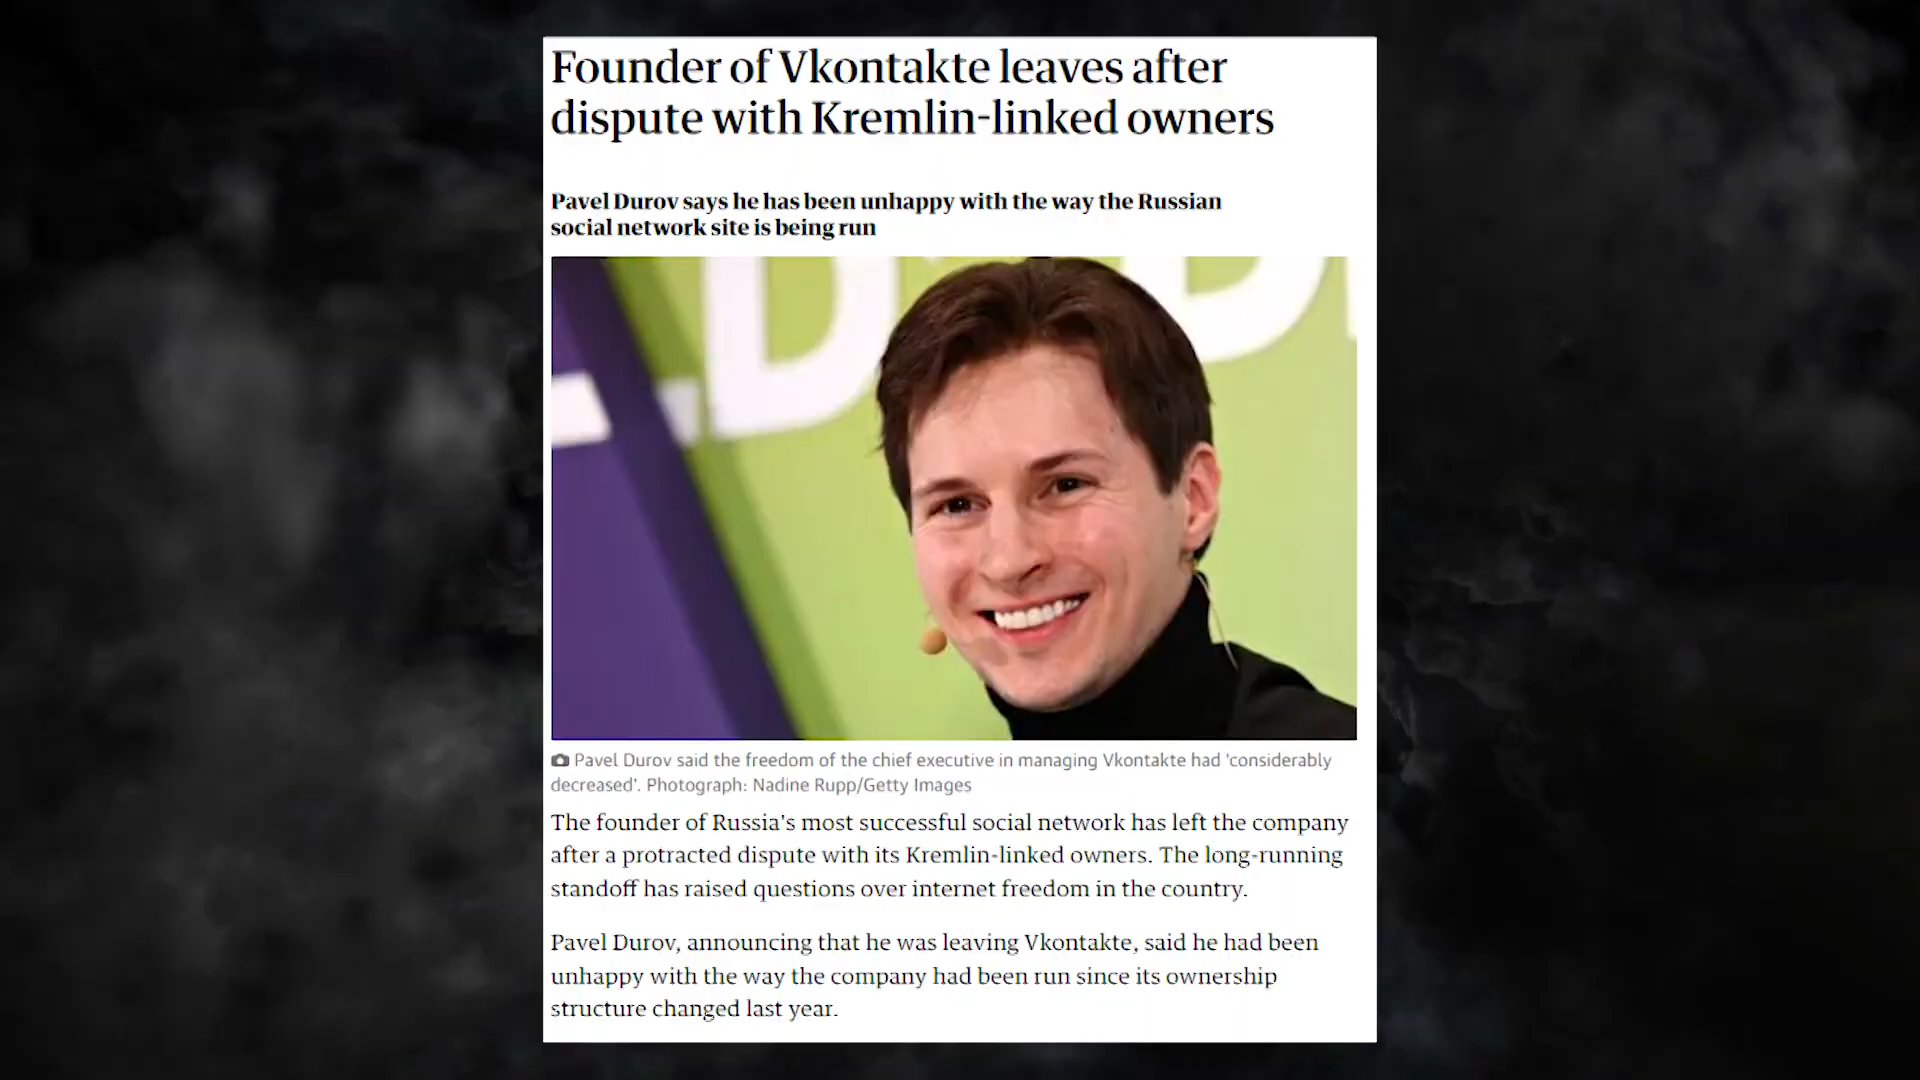 Founder of Vkontakte leaves after
dispute with Kremlin-linked owners
Pavel Durov says he has been unhappy with the way the Russian
social network site is being run
Pavel Durov said the freedom of the chief executive in managing Vkontakte had 'considerably
decreased'. Photograph: Nadine Rupp/Getty Images
The founder of Russia's most successful social network has left the company
after a protracted dispute with its Kremlin-linked owners. The long-running
standoff has raised questions over internet freedom in the country.
Pavel Durov, announcing that he was leaving Vkontakte, said he had been
unhappy with the way the company had been run since its ownership
structure changed last year.